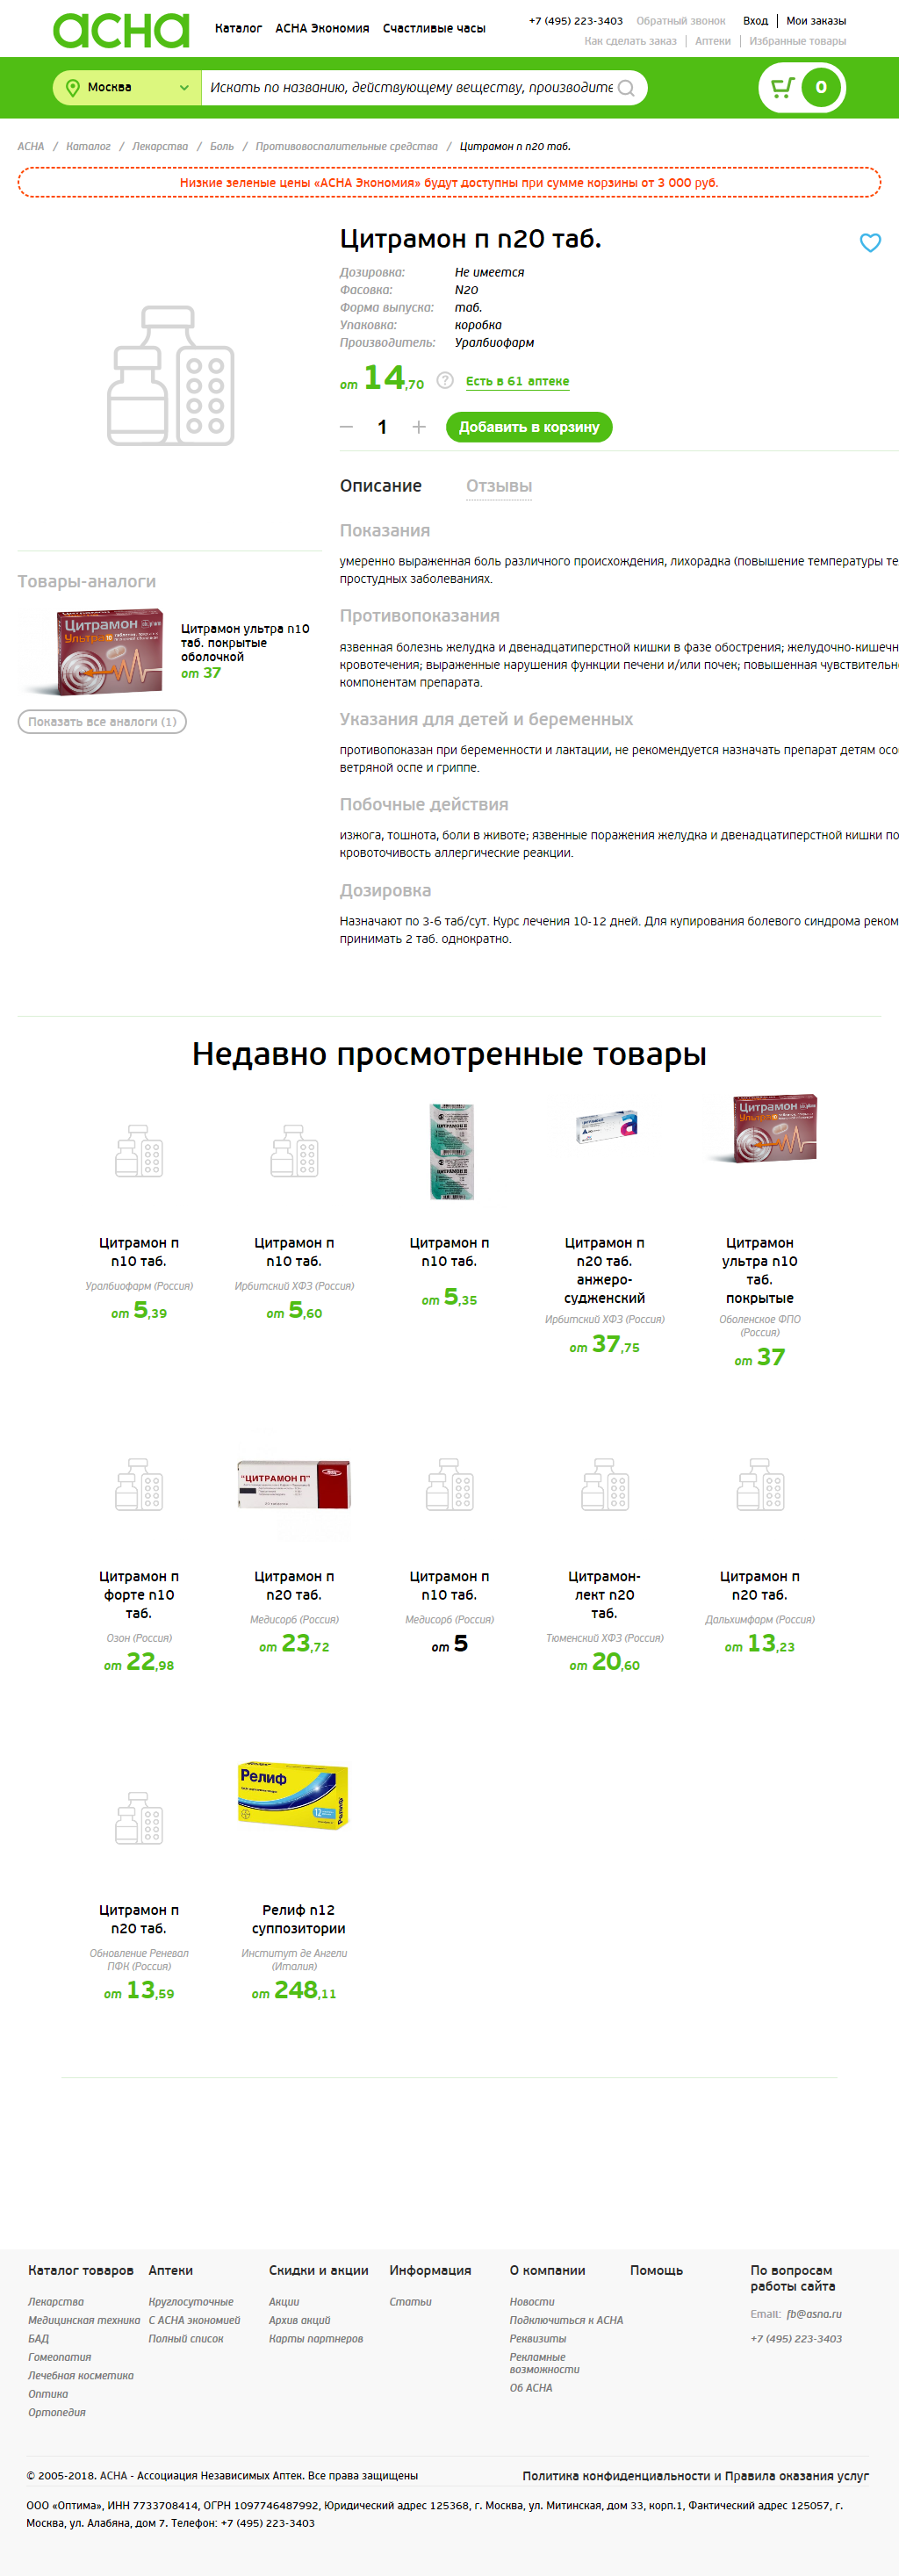 асна
Каталог АСНА Экономия Счастливые часы
+7 (495) 223-3403 Обратный звонок Вход Мои заказы
Как сделать заказ Аптеки Избранные товары
Москва
Искать по названию, действующему веществу, производите
0
АСНА / Каталог / Лекарства / Боль / Противовоспалительные средства / Цитрамон п n20 таб.
Низкие зеленые цены «АСНА Экономия» будут доступны при сумме корзины от 3 000 руб.
Цитрамон п n20 таб.
Дозировка: Не имеется
Фасовка: N20
Форма выпуска: таб.
Упаковка: коробка
Производитель: Уралбиофарм
от 14,70 ? Есть в 61 аптеке
1 Добавить в корзину
Описание Отзывы
Показания
умеренно выраженная боль различного происхождения, лихорадка (повышение температуры те
простудных заболеваниях.
Противопоказания
язвенная болезнь желудка и двенадцатиперстной кишки в фазе обострения; желудочно-кишечн
кровотечения; выраженные нарушения функции печени и/или почек; повышенная чувствительн
компонентам препарата.
Указания для детей и беременных
противопоказан при беременности и лактации, не рекомендуется назначать препарат детям осо
ветряной оспе и гриппе.
Побочные действия
изжога, тошнота, боли в животе; язвенные поражения желудка и двенадцатиперстной кишки по
кровоточивость аллергические реакции.
Дозировка
Назначают по 3-6 таб/сут. Курс лечения 10-12 дней. Для купирования болевого синдрома реком
принимать 2 таб. однократно.
Товары-аналоги
Цитрамон
Ультра
Цитрамон ультра n10
таб. покрытые
оболочкой
от 37
Показать все аналоги (1)
Недавно просмотренные товары
Цитрамон п
n10 таб.
Уралбиофарм (Россия)
от 5,39
Цитрамон п
n10 таб.
Ирбитский ХФЗ (Россия)
от 5,60
ЦИТРАМОН П
ЦИТРАМОН П
Цитрамон п
n10 таб.
от 5,35
Цитрамон п
n20 таб.
анжеро-
судженский
Ирбитский ХФЗ (Россия)
от 37,75
Цитрамон
Ультра
Цитрамон
ультра n10
таб.
покрытые
Оболенское ФПО
(Россия)
от 37
Цитрамон п
форте n10
таб.
Озон (Россия)
от 22,98
"ЦИТРАМОН П"
Цитрамон п
n20 таб.
Медисорб (Россия)
от 23,72
Цитрамон п
n10 таб.
Медисорб (Россия)
от 5
Цитрамон-
лект n20
таб.
Тюменский ХФЗ (Россия)
от 20,60
Цитрамон п
n20 таб.
Дальхимфарм (Россия)
от 13,23
Цитрамон п
n20 таб.
Обновление Реневал
ПФК (Россия)
от 13,59
Релиф
12
Релиф
Релиф n12
суппозитории
Институт де Ангели
(Италия)
от 248,11
Каталог товаров
Лекарства
Медицинская техника
БАД
Гомеопатия
Лечебная косметика
Оптика
Ортопедия
Аптеки
Круглосуточные
С АСНА экономией
Полный список
Скидки и акции
Акции
Архив акций
Карты партнеров
Информация
Статьи
О компании
Новости
Подключиться к АСНА
Реквизиты
Рекламные
возможности
Об АСНА
Помощь
По вопросам
работы сайта
Email: fb@asna.ru
+7 (495) 223-3403
© 2005-2018. АСНА - Ассоциация Независимых Аптек. Все права защищены
Политика конфиденциальности и Правила оказания услуг
ООО «Оптима», ИНН 7733708414, ОГРН 1097746487992, Юридический адрес 125368, г. Москва, ул. Митинская, дом 33, корп.1, Фактический адрес 125057, г.
Москва, ул. Алабяна, дом 7. Телефон: +7 (495) 223-3403